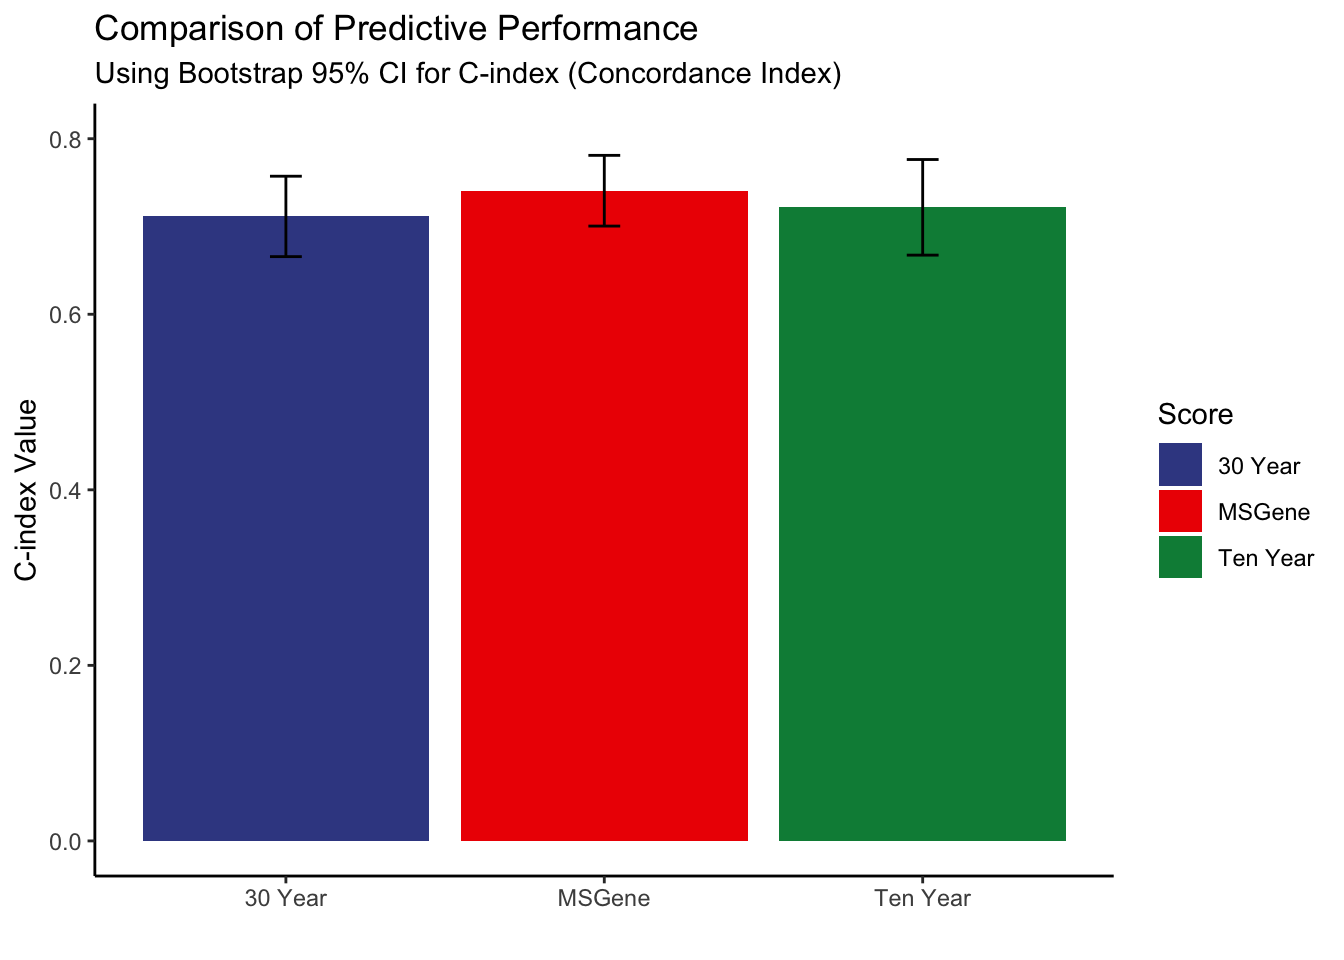 Comparison of Predictive Performance
Using Bootstrap 95% CI for C-index (Concordance Index)
C-index Value
0.8
0.6
0.4
0.2
0.0
30 Year
MSGene
Ten Year
Score
30 Year
MSGene
Ten Year